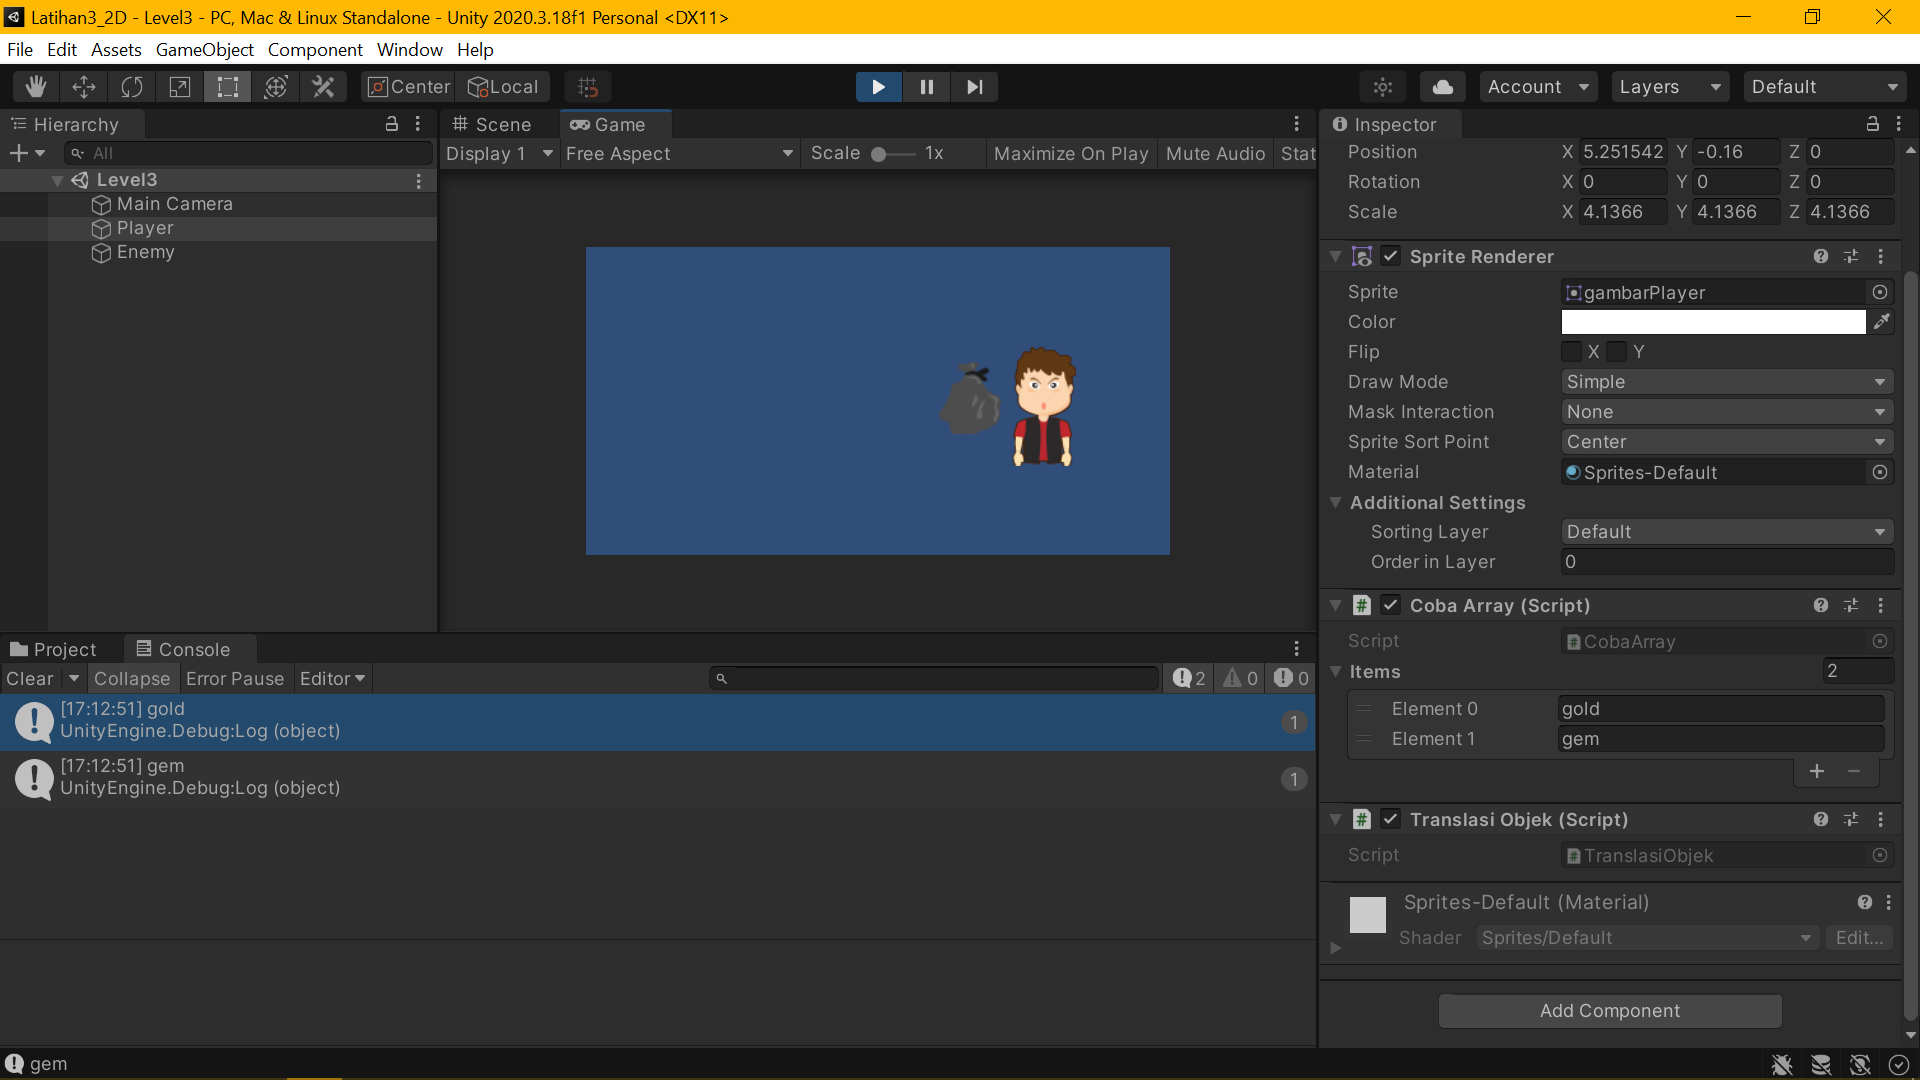 Latihan3_2D - Level3 - PC, Mac & Linux Standalone - Unity 2020.3.18f1 Personal <DX11>
File Edit Assets GameObject Component Window Help
Center Local Account Layers Default
Hierarchy
All
Level3
Main Camera
Player
Enemy
Scene Game
Display 1 Free Aspect Scale 1x Maximize On Play Mute Audio Stat
Inspector
Position X 5.251542 Y -0.16 Z 0
Rotation X 0 Y 0 Z 0
Scale X 4.1366 Y 4.1366 Z 4.1366
Sprite Renderer
Sprite gambarPlayer
Color
Flip X Y
Draw Mode Simple
Mask Interaction None
Sprite Sort Point Center
Material Sprites-Default
Additional Settings
Sorting Layer Default
Order in Layer 0
# Coba Array (Script)
Script # CobaArray
Items 2
Element 0 gold
Element 1 gem
+ −
# Translasi Objek (Script)
Script # TranslasiObjek
Sprites-Default (Material)
Shader Sprites/Default Edit...
Add Component
Project Console
Clear Collapse Error Pause Editor 2 0 0
[17:12:51] gold
UnityEngine.Debug:Log (object) 1
[17:12:51] gem
UnityEngine.Debug:Log (object) 1
gem